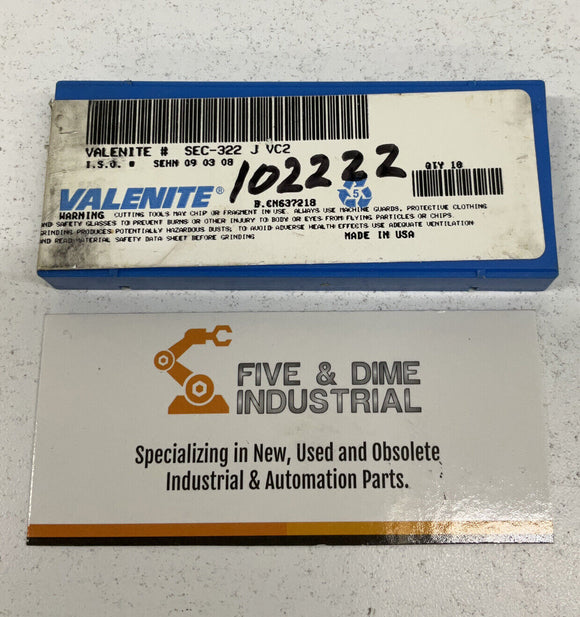 VALENITE # SEC-322 J VC2
I.S.O. # SEHN 09 03 08
102222
QTY 10
VALENITE®
B.CN637218
5
WARNING CUTTING TOOLS MAY CHIP OR FRAGMENT IN USE. ALWAYS USE MACHINE GUARDS, PROTECTIVE CLOTHING
AND SAFETY GLASSES TO PREVENT BURNS OR OTHER INJURY TO BODY OR EYES FROM FLYING PARTICLES OR CHIPS.
GRINDING PRODUCES POTENTIALLY HAZARDOUS DUSTS; TO AVOID ADVERSE HEALTH EFFECTS USE ADEQUATE VENTILATION
AND READ MATERIAL SAFETY DATA SHEET BEFORE GRINDING
MADE IN USA
FIVE & DIME
INDUSTRIAL
Specializing in New, Used and Obsolete
Industrial & Automation Parts.